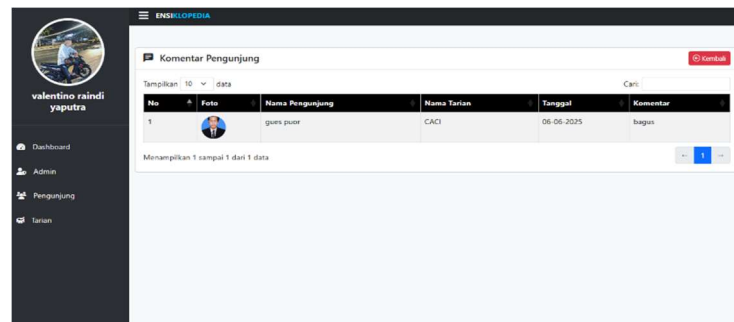 ENSIKLOPEDIA
valentino raindi
yaputra
Dashboard
Admin
Pengunjung
Tarian
Komentar Pengunjung
Kembali
Tampilkan 10 data
Cari:
No Foto Nama Pengunjung Nama Tarian Tanggal Komentar
1 gues puor CACI 06-06-2025 bagus
Menampilkan 1 sampai 1 dari 1 data
← 1 →